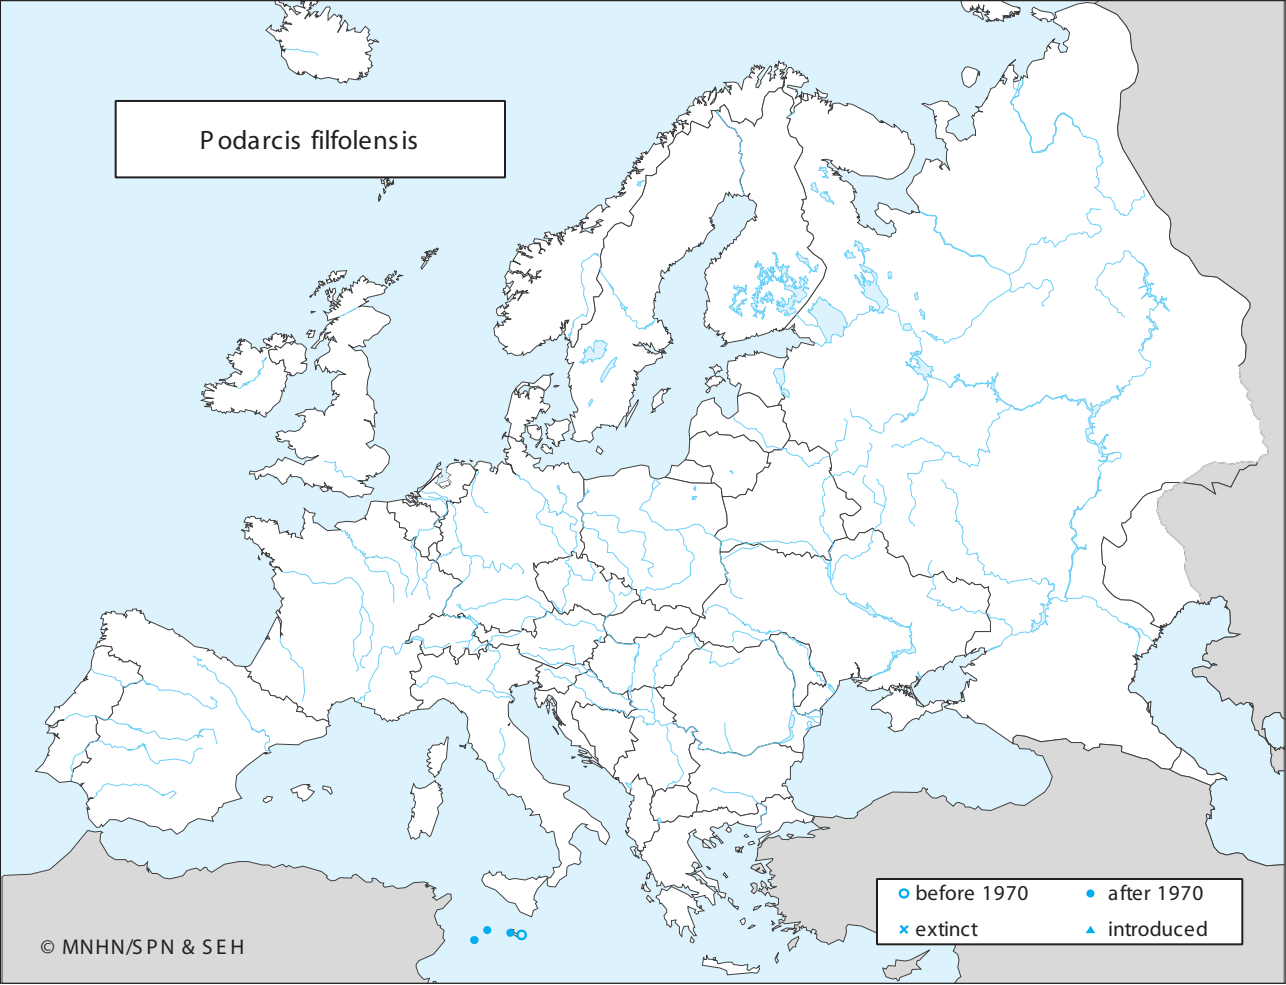 Podarcis filfolensis
before 1970
after 1970
extinct
introduced
© MNHN/SPN & SEH